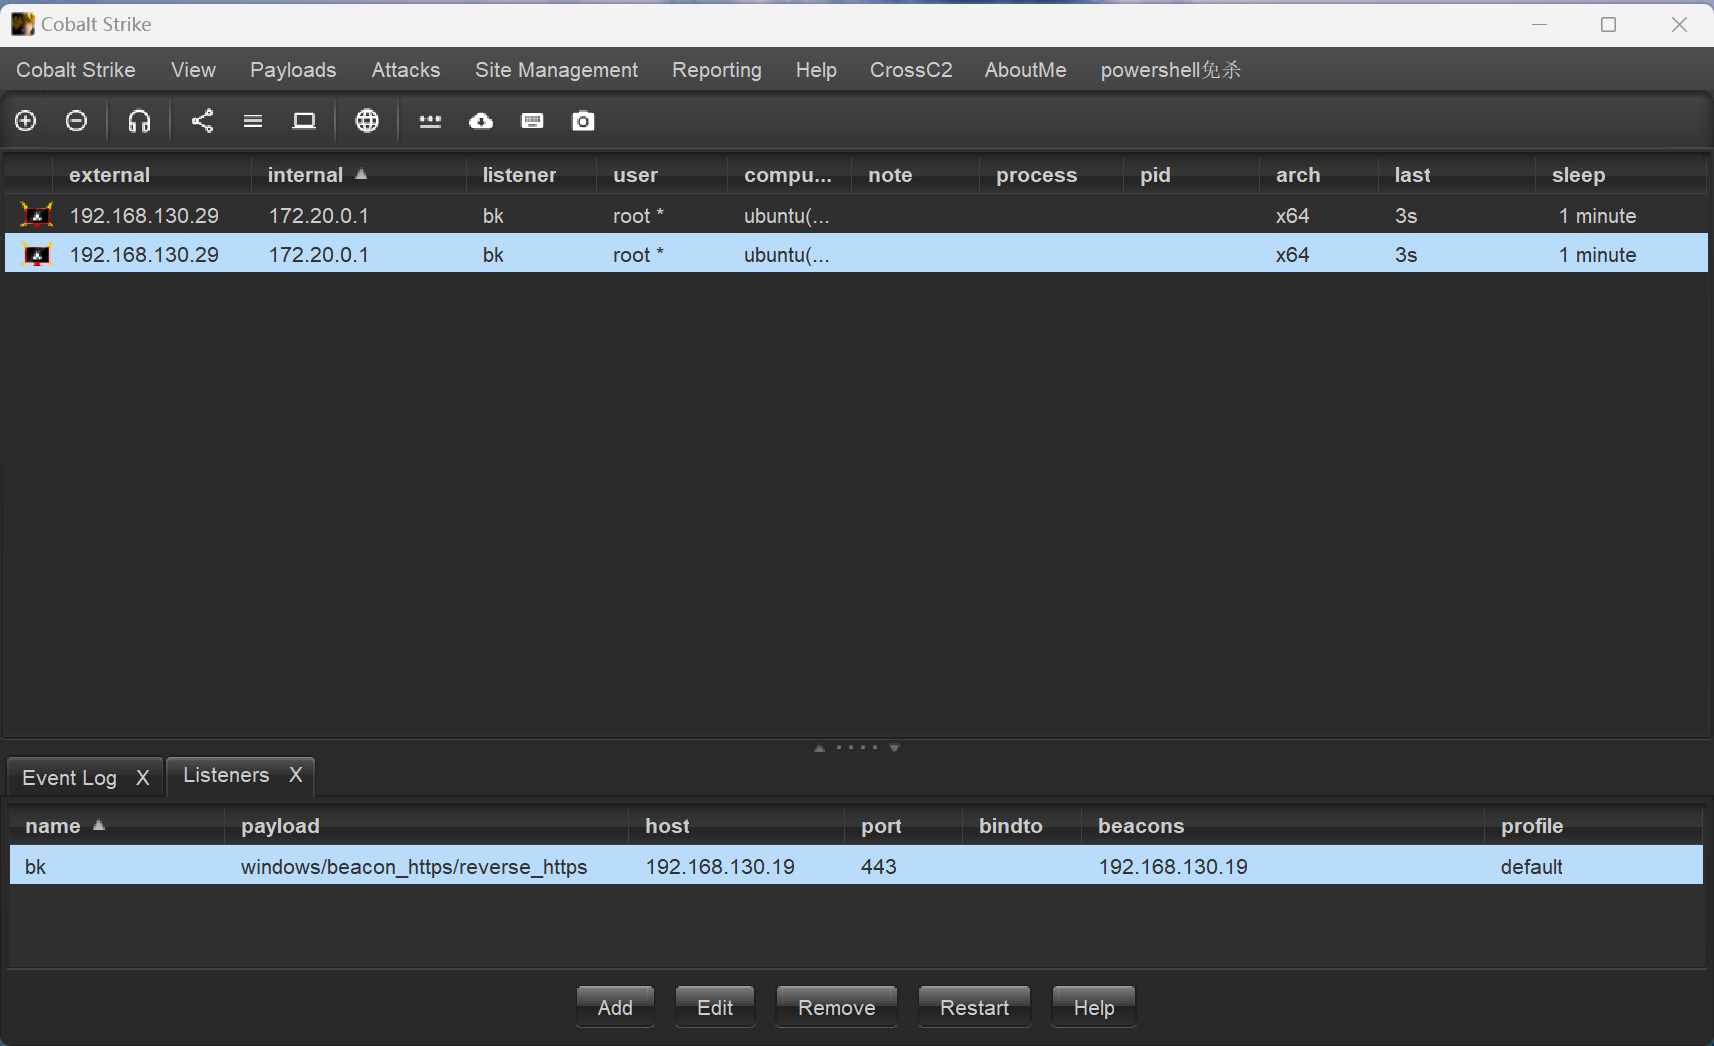 Cobalt Strike
Cobalt Strike View Payloads Attacks Site Management Reporting Help CrossC2 AboutMe powershell免杀
external internal listener user compu... note process pid arch last sleep
192.168.130.29 172.20.0.1 bk root * ubuntu(... x64 3s 1 minute
192.168.130.29 172.20.0.1 bk root * ubuntu(... x64 3s 1 minute
Event Log X Listeners X
name payload host port bindto beacons profile
bk windows/beacon_https/reverse_https 192.168.130.19 443 192.168.130.19 default
Add Edit Remove Restart Help